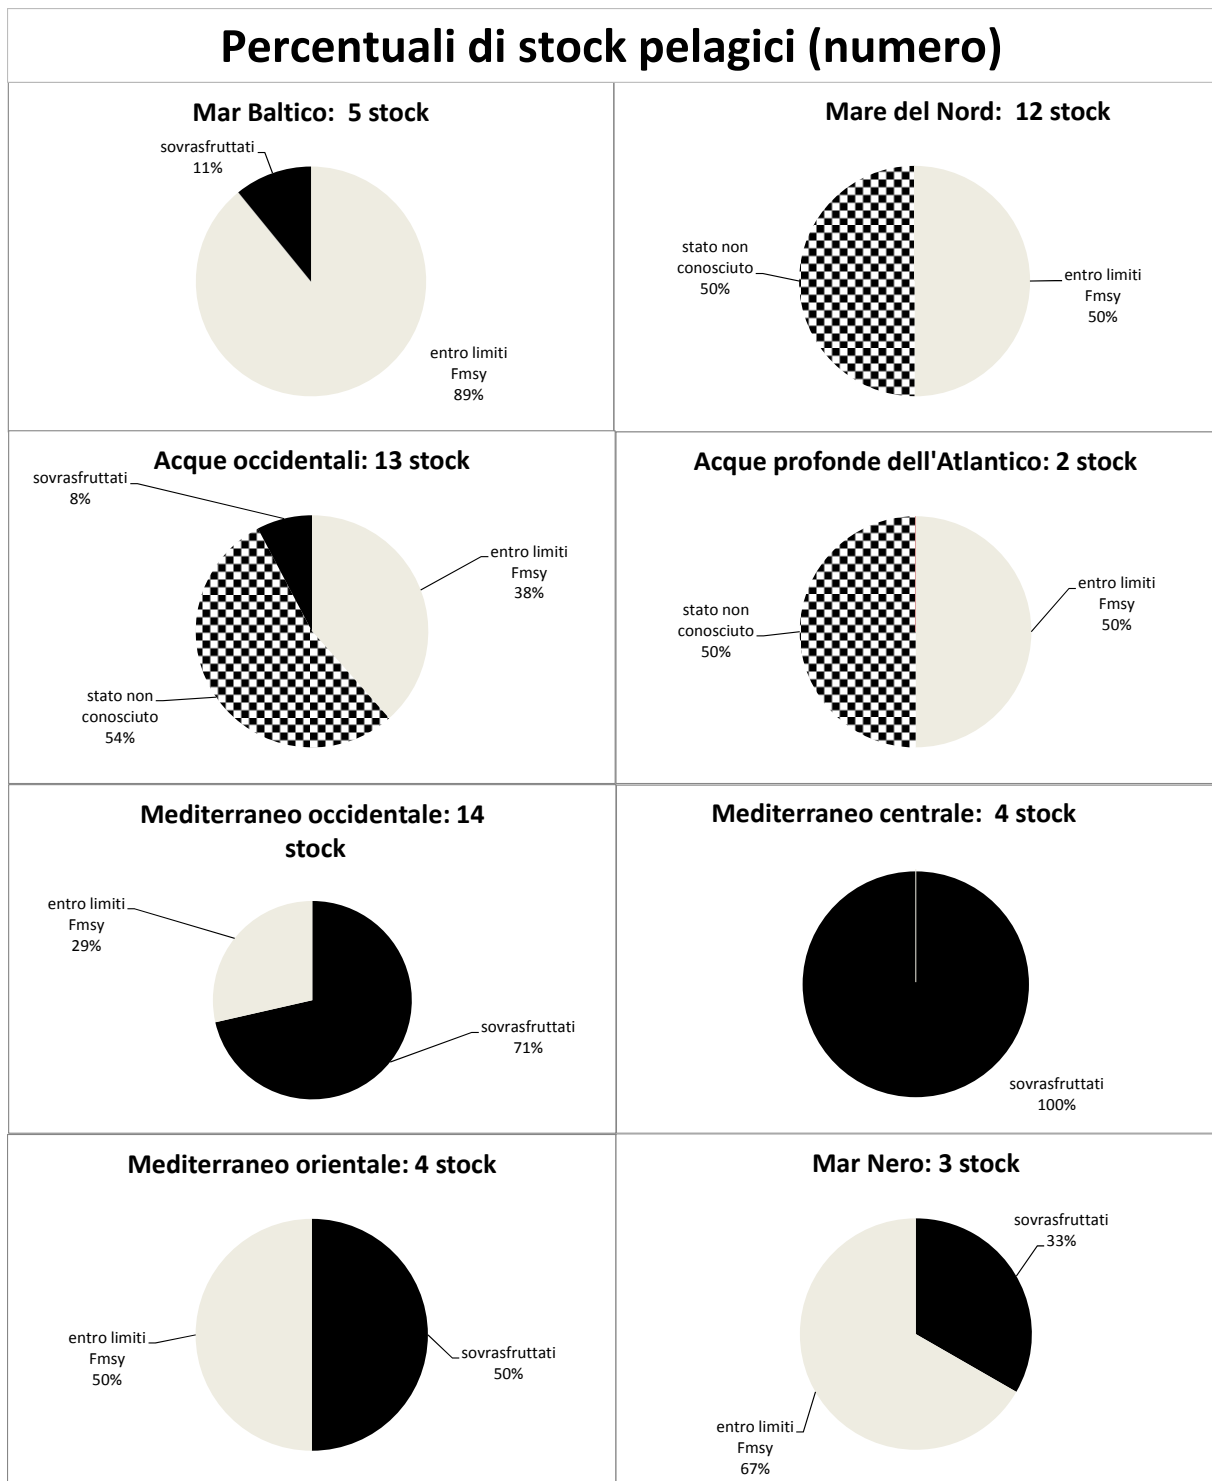 Percentuali di stock pelagici (numero)
Mar Baltico: 5 stock
sovrasfruttati
11%
entro limiti
Fmsy
89%
Mare del Nord: 12 stock
stato non
conosciuto
50%
entro limiti
Fmsy
50%
Acque occidentali: 13 stock
sovrasfruttati
8%
entro limiti
Fmsy
38%
stato non
conosciuto
54%
Acque profonde dell'Atlantico: 2 stock
stato non
conosciuto
50%
entro limiti
Fmsy
50%
Mediterraneo occidentale: 14
stock
entro limiti
Fmsy
29%
sovrasfruttati
71%
Mediterraneo centrale: 4 stock
sovrasfruttati
100%
Mediterraneo orientale: 4 stock
entro limiti
Fmsy
50%
sovrasfruttati
50%
Mar Nero: 3 stock
sovrasfruttati
33%
entro limiti
Fmsy
67%